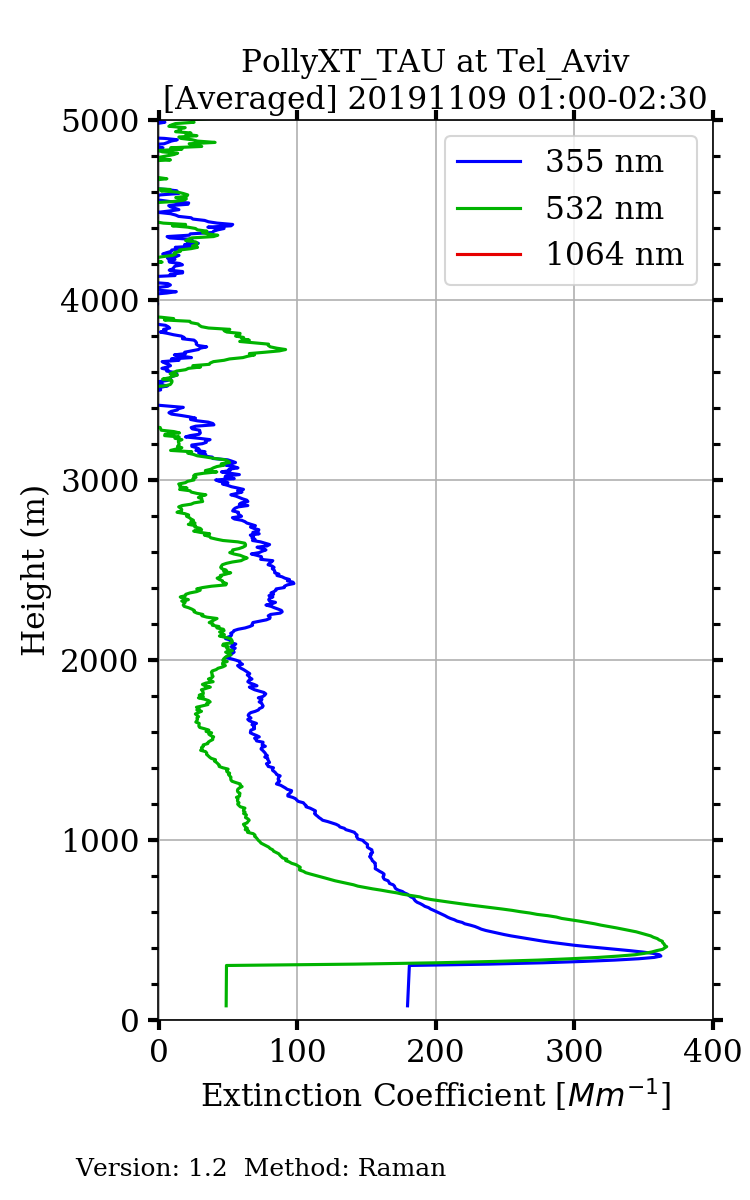 PollyXT_TAU at Tel_Aviv
[Averaged] 20191109 01:00-02:30
5000
4000
3000
2000
1000
0
Height (m)
355 nm
532 nm
1064 nm
0 100 200 300 400
Extinction Coefficient [Mm⁻¹]
Version: 1.2 Method: Raman